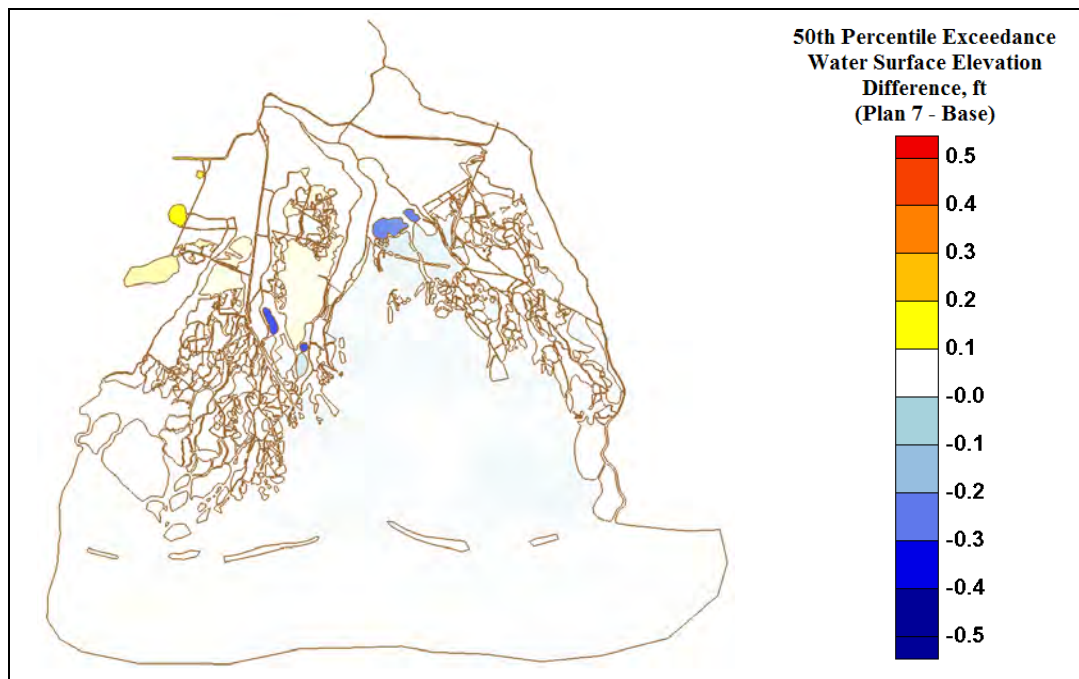 50th Percentile Exceedance
Water Surface Elevation
Difference, ft
(Plan 7 - Base)
0.5
0.4
0.3
0.2
0.1
-0.0
-0.1
-0.2
-0.3
-0.4
-0.5